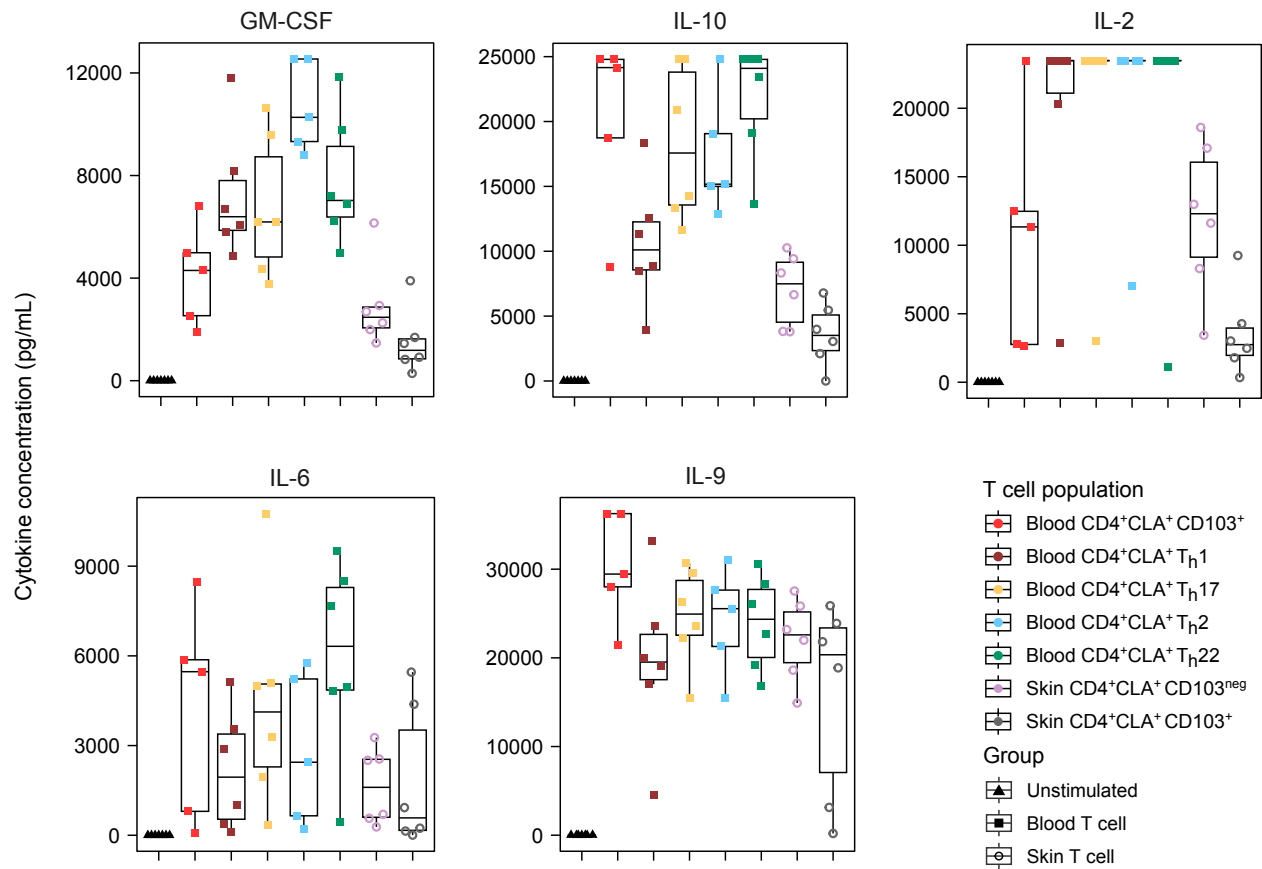 GM-CSF
12000
8000
4000
0
IL-10
25000
20000
15000
10000
5000
0
IL-2
20000
15000
10000
5000
0
Cytokine concentration (pg/mL)
IL-6
9000
6000
3000
0
IL-9
30000
20000
10000
0
T cell population
Blood CD4⁺CLA⁺ CD103⁺
Blood CD4⁺CLA⁺ Tₕ1
Blood CD4⁺CLA⁺ Tₕ17
Blood CD4⁺CLA⁺ Tₕ2
Blood CD4⁺CLA⁺ Tₕ22
Skin CD4⁺CLA⁺ CD103ⁿᵉᵍ
Skin CD4⁺CLA⁺ CD103⁺
Group
Unstimulated
Blood T cell
Skin T cell